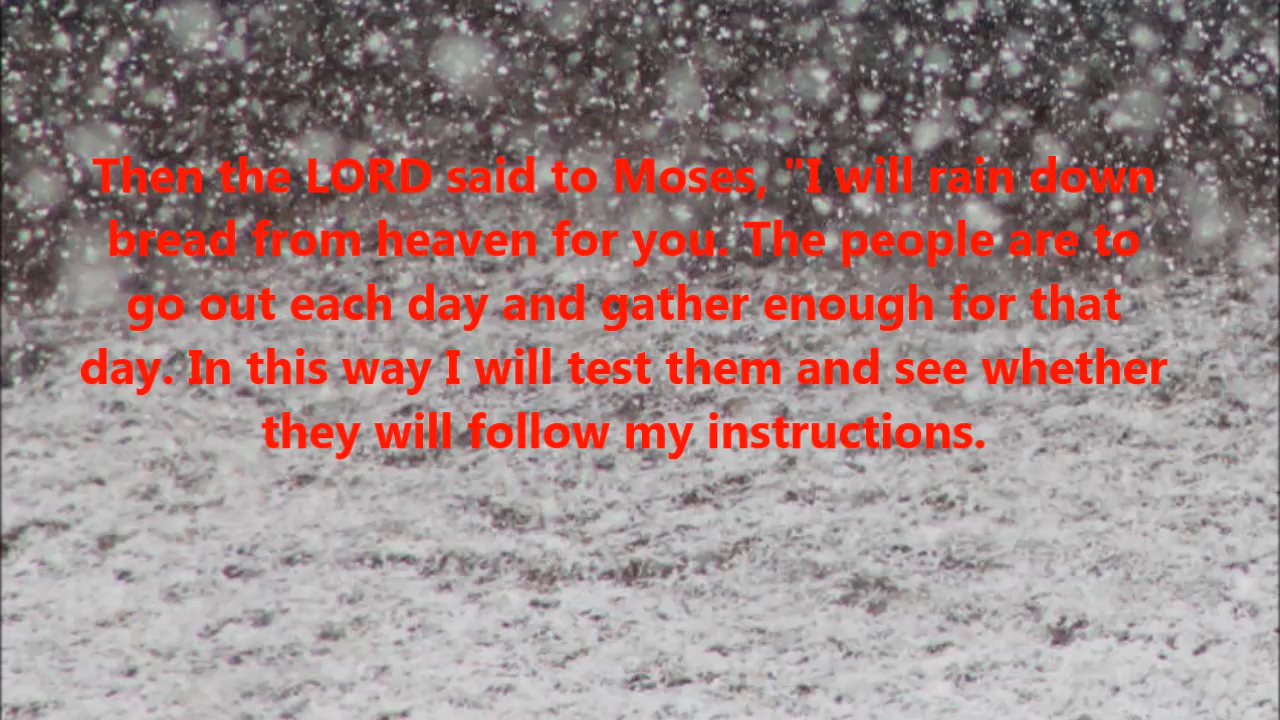 Then the LORD said to Moses, "I will rain down
bread from heaven for you. The people are to
go out each day and gather enough for that
day. In this way I will test them and see whether
they will follow my instructions.